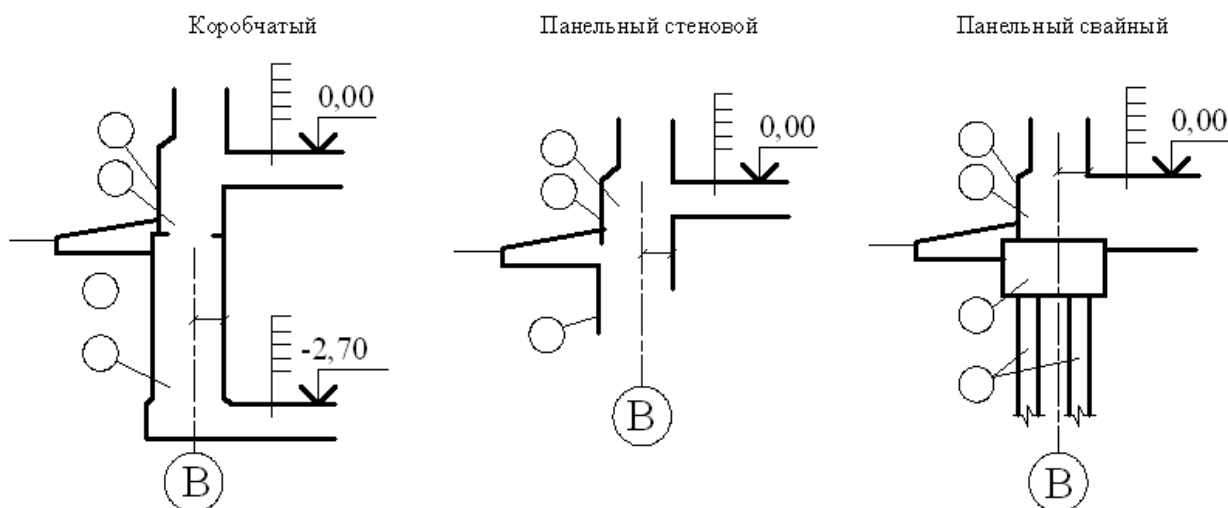 Коробчатый
Панельный стеновой
Панельный свайный
0,00
0,00
0,00
-2,70
В
В
В